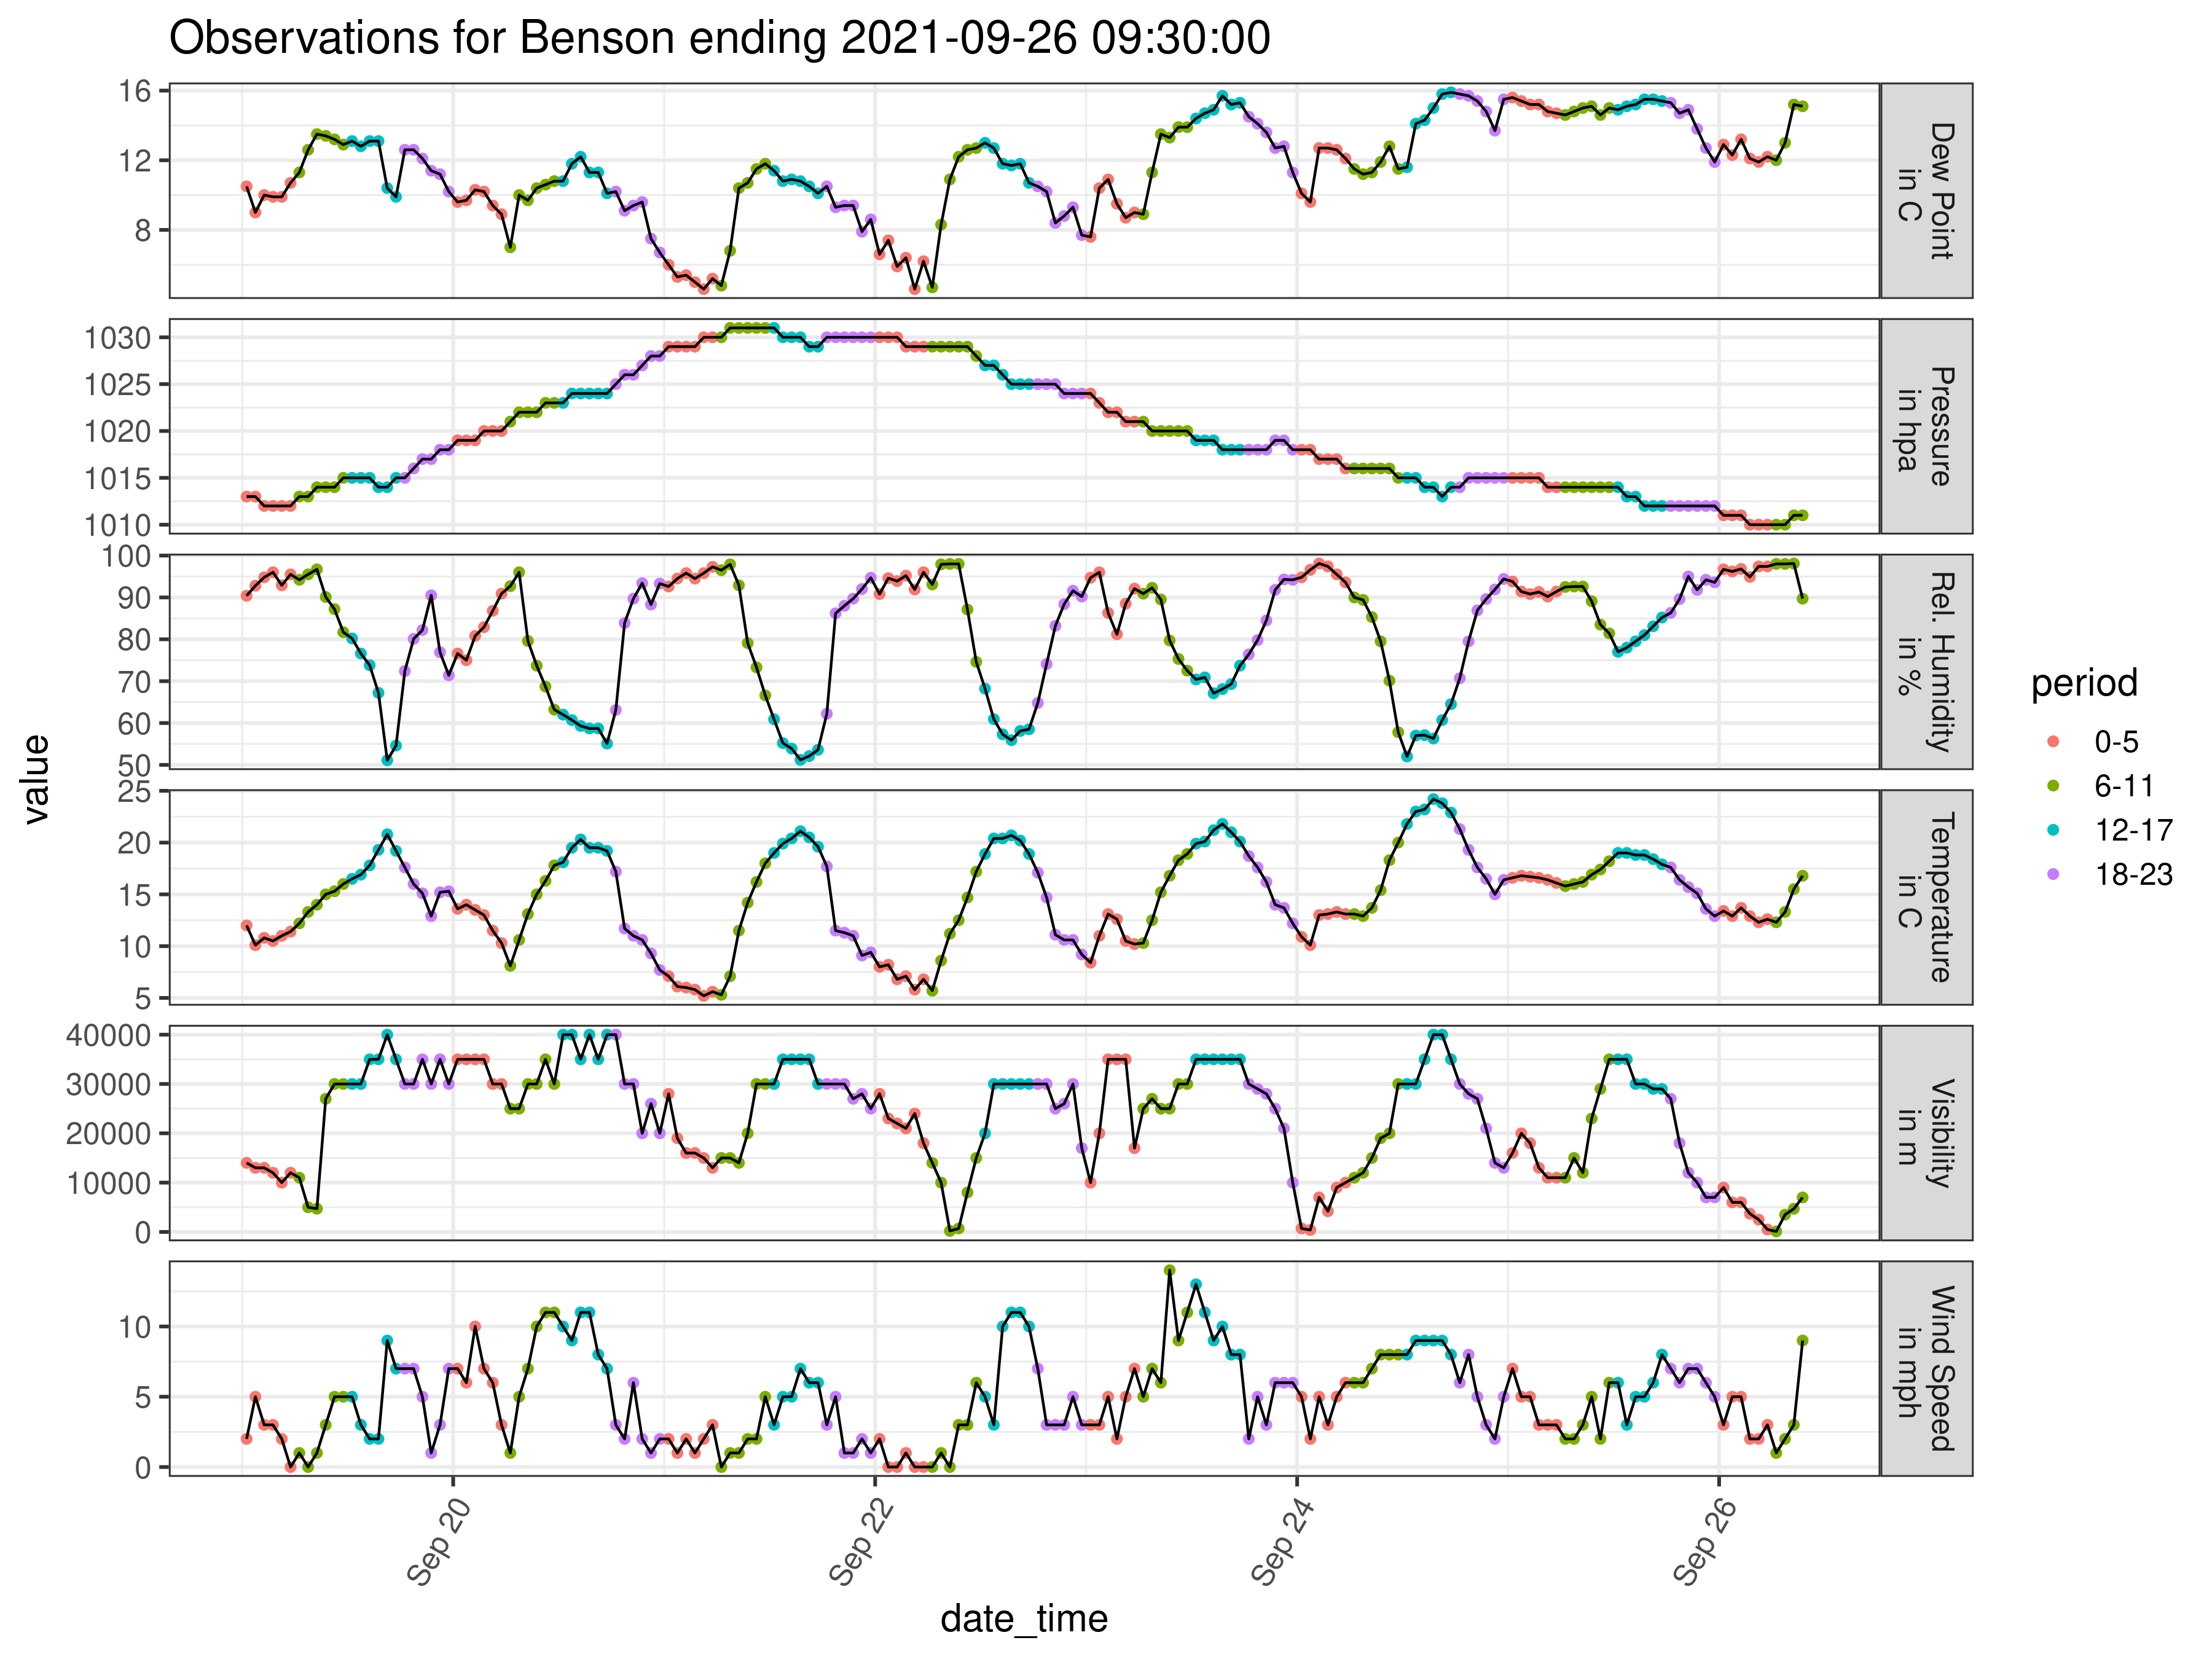 Observations for Benson ending 2021-09-26 09:30:00
value
16
12
8
Dew Point
in C
1030
1025
1020
1015
1010
Pressure
in hpa
100
90
80
70
60
50
Rel. Humidity
in %
25
20
15
10
5
Temperature
in C
40000
30000
20000
10000
0
Visibility
in m
10
5
0
Wind Speed
in mph
Sep 20
Sep 22
Sep 24
Sep 26
date_time
period
0-5
6-11
12-17
18-23